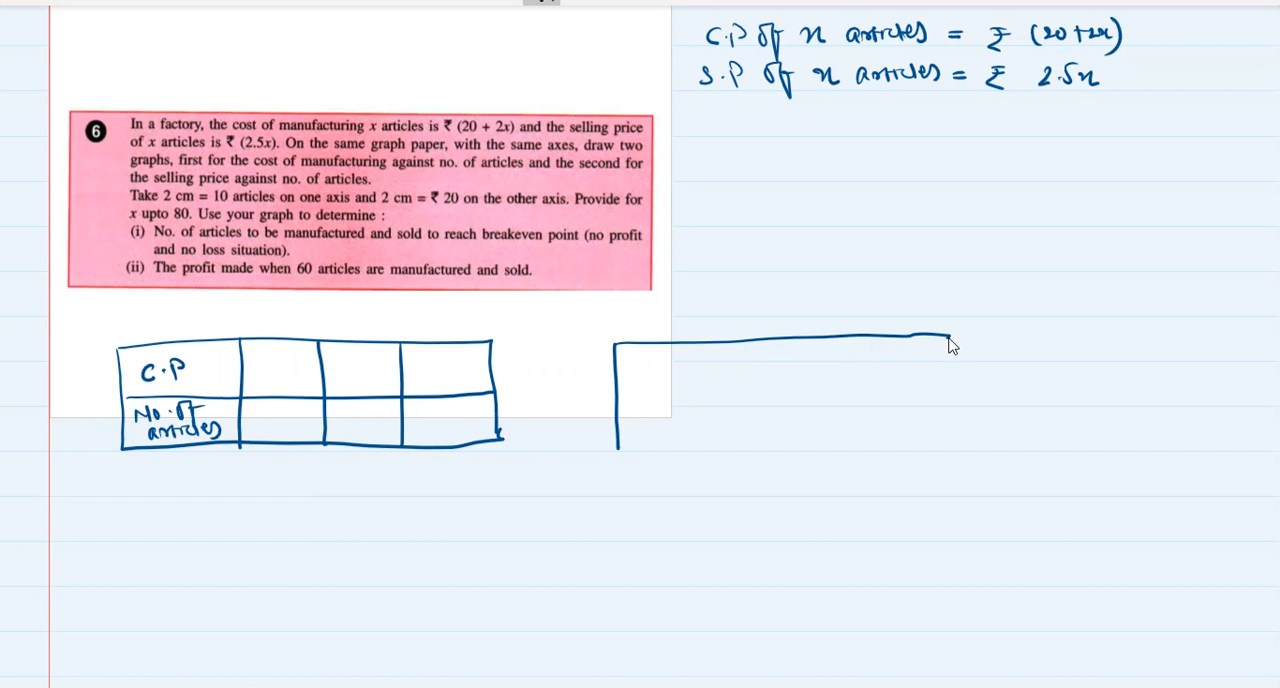 C.P of x articles = ₹ (20+2x)
S.P of x articles = ₹ 2.5x
6 In a factory, the cost of manufacturing x articles is ₹ (20 + 2x) and the selling price
of x articles is ₹ (2.5x). On the same graph paper, with the same axes, draw two
graphs, first for the cost of manufacturing against no. of articles and the second for
the selling price against no. of articles.
Take 2 cm = 10 articles on one axis and 2 cm = ₹ 20 on the other axis. Provide for
x upto 80. Use your graph to determine :
(i) No. of articles to be manufactured and sold to reach breakeven point (no profit
and no loss situation).
(ii) The profit made when 60 articles are manufactured and sold.
C.P
No. of
articles